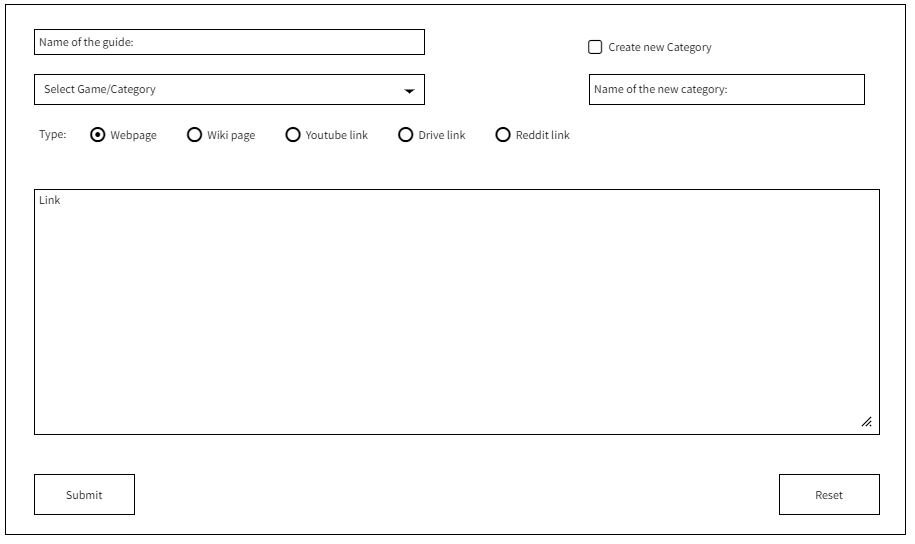 Name of the guide:
Create new Category
Select Game/Category
Name of the new category:
Type: Webpage Wiki page Youtube link Drive link Reddit link
Link
Submit
Reset